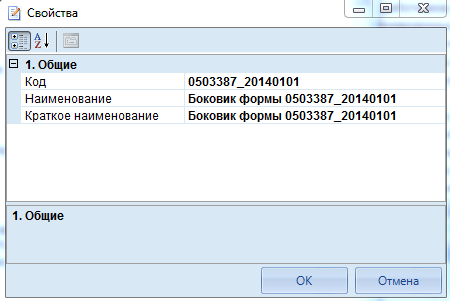 Свойства
1. Общие
Код 0503387_20140101
Наименование Боковик формы 0503387_20140101
Краткое наименование Боковик формы 0503387_20140101
1. Общие
ОК Отмена